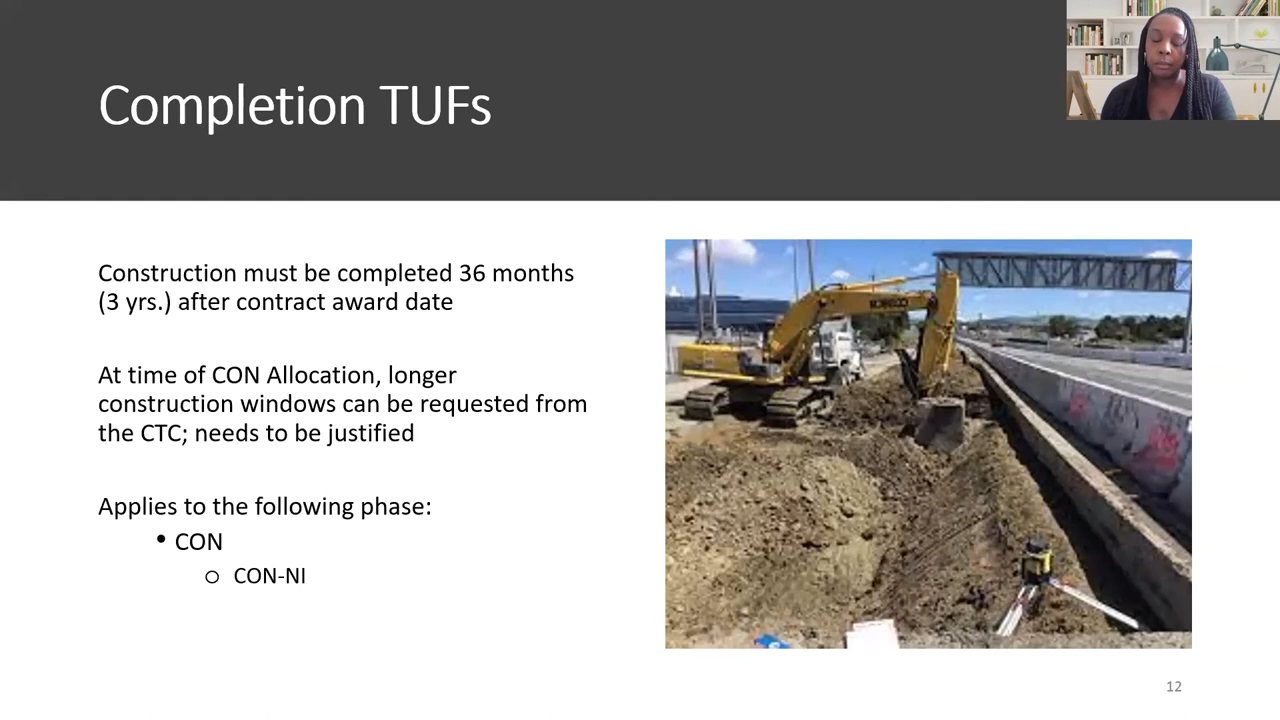 Completion TUFs
Construction must be completed 36 months
(3 yrs.) after contract award date
At time of CON Allocation, longer
construction windows can be requested from
the CTC; needs to be justified
Applies to the following phase:
• CON
o CON-NI
KOBELCO
12